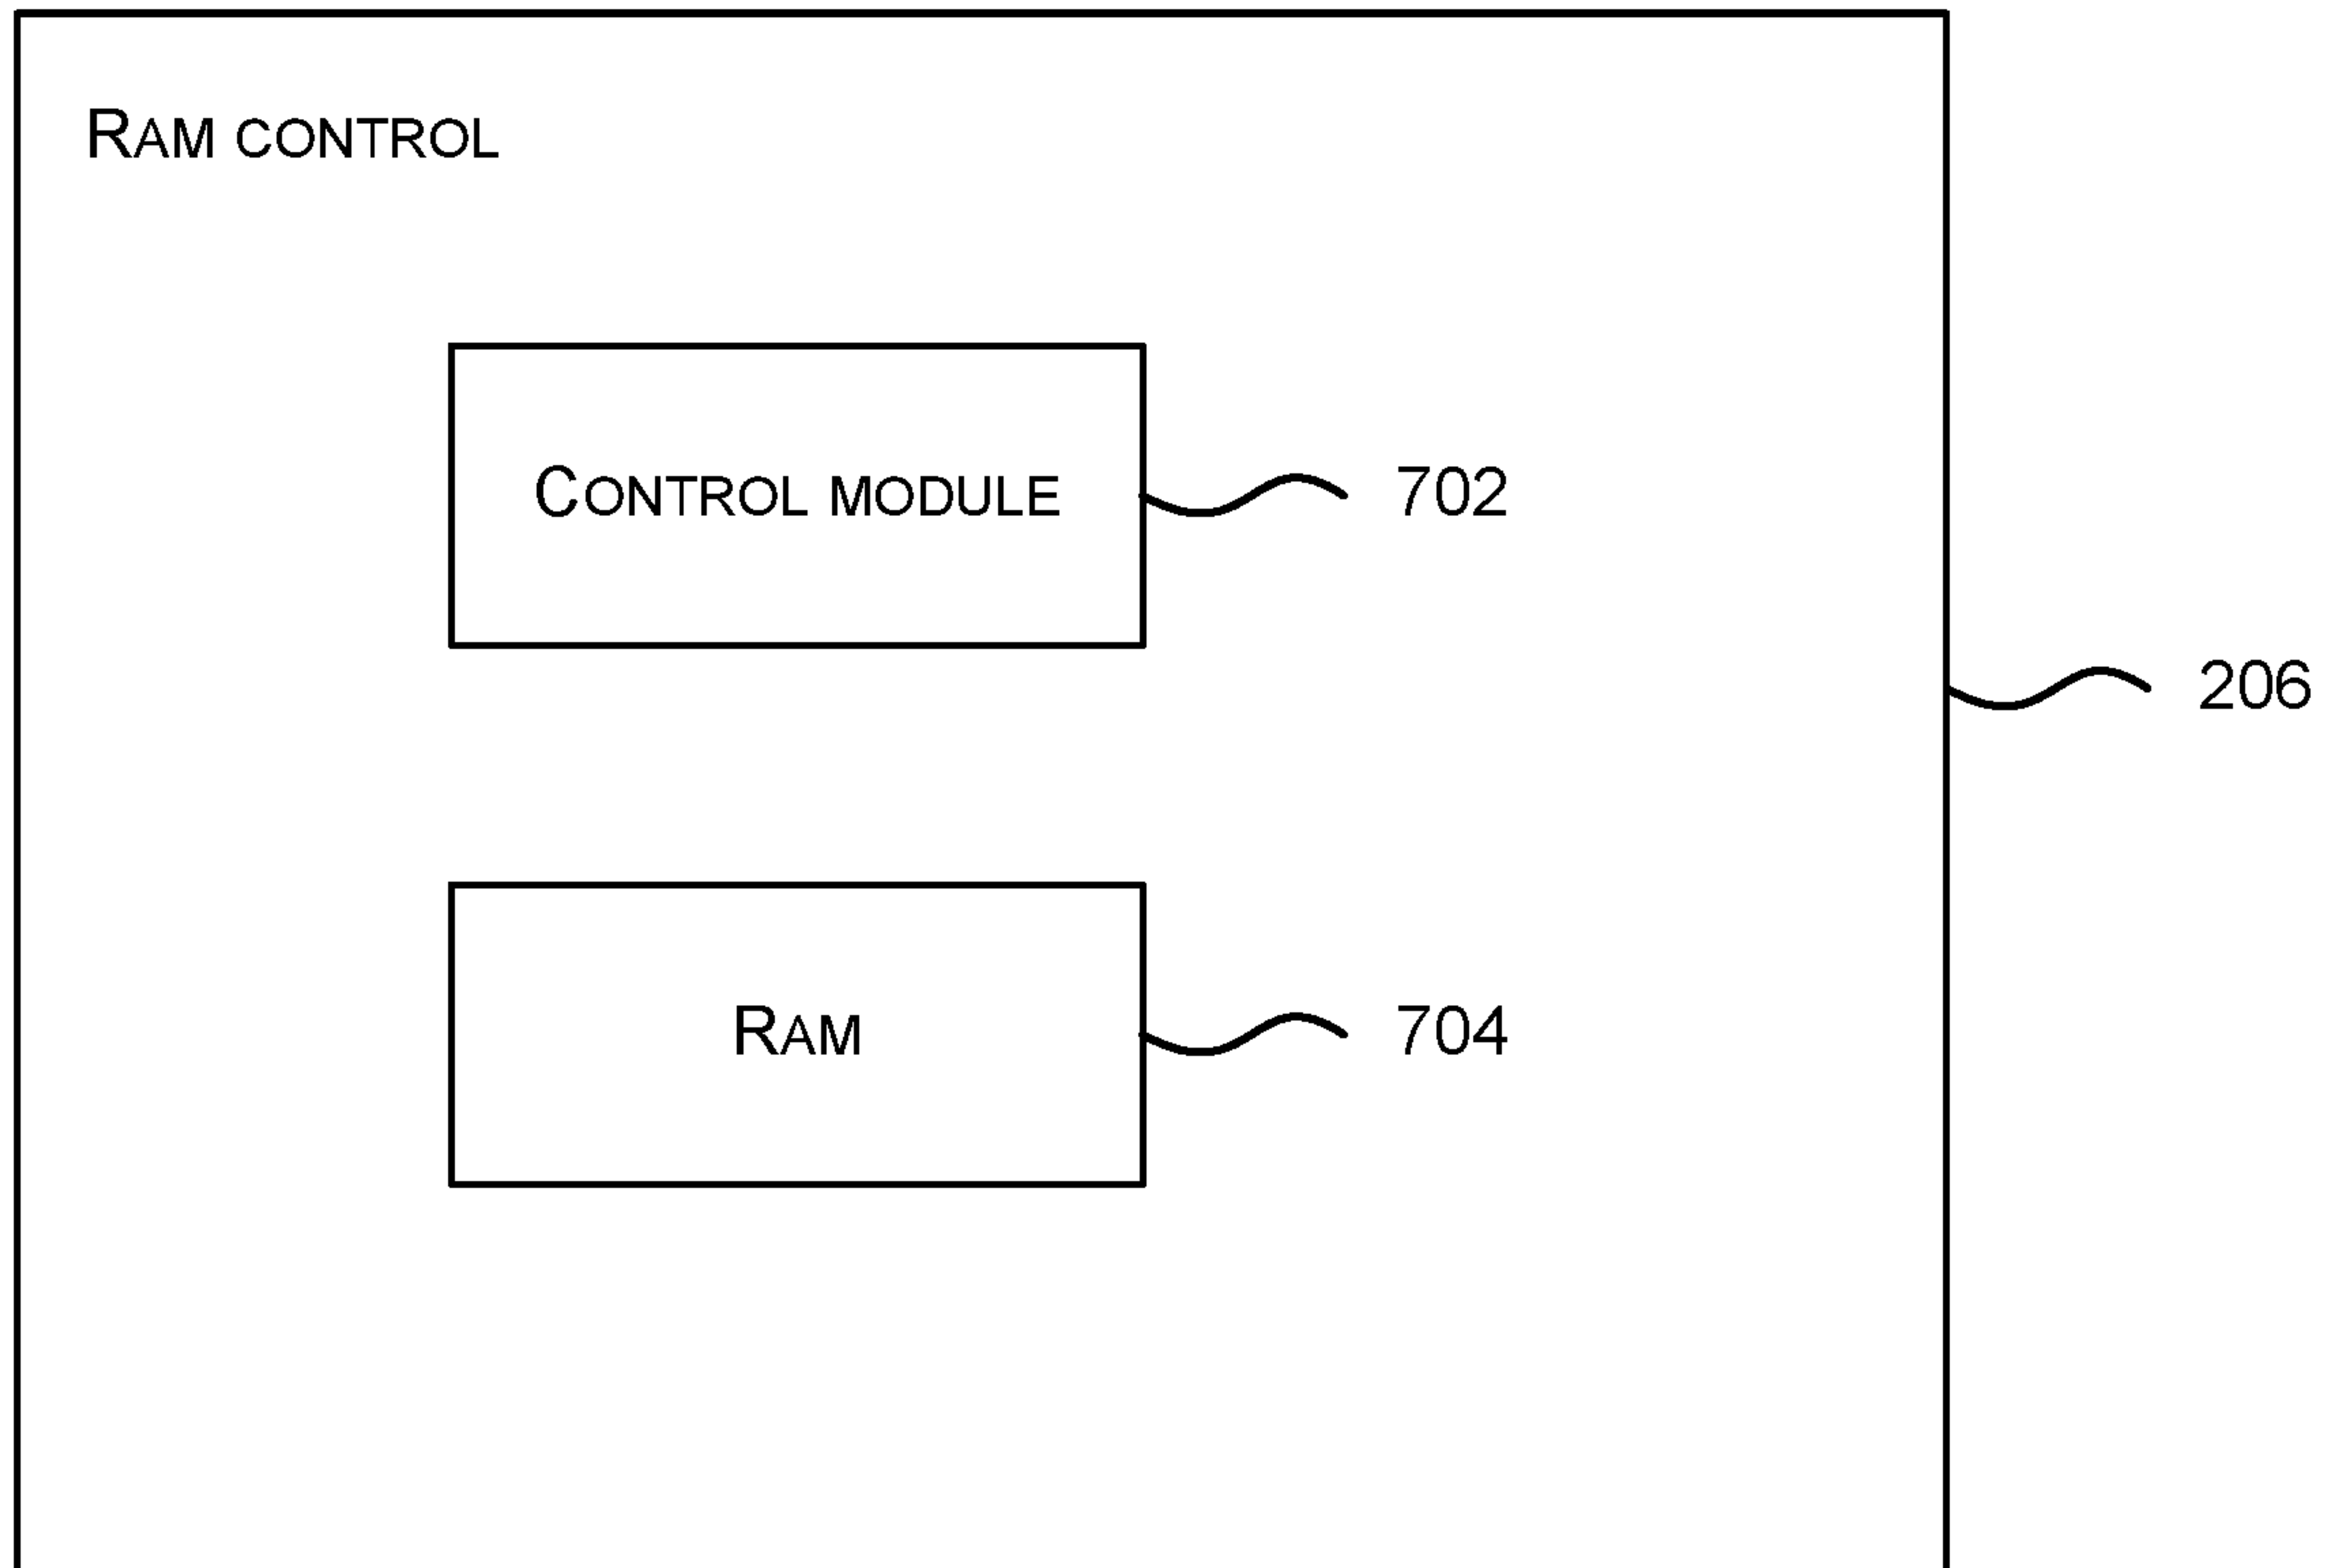 RAM CONTROL
CONTROL MODULE
702
206
RAM
704